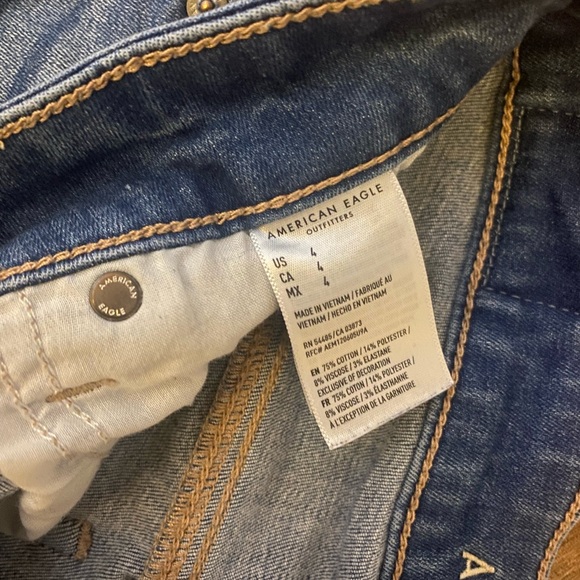 AMERICAN EAGLE
OUTFITTERS
US 4
CA 4
MX 4
MADE IN VIETNAM / FABRIQUÉ AU
VIETNAM / HECHO EN VIETNAM
RN 54485/CA 03873
RFC# AEM120605U9A
EN 75% COTTON / 14% POLYESTER /
8% VISCOSE / 3% ELASTANE
EXCLUSIVE OF DECORATION
FR 75% COTON / 14% POLYESTER /
8% VISCOSE / 3% ÉLASTHANNE
À L'EXCEPTION DE LA GARNITURE
AMERICAN
EAGLE
A